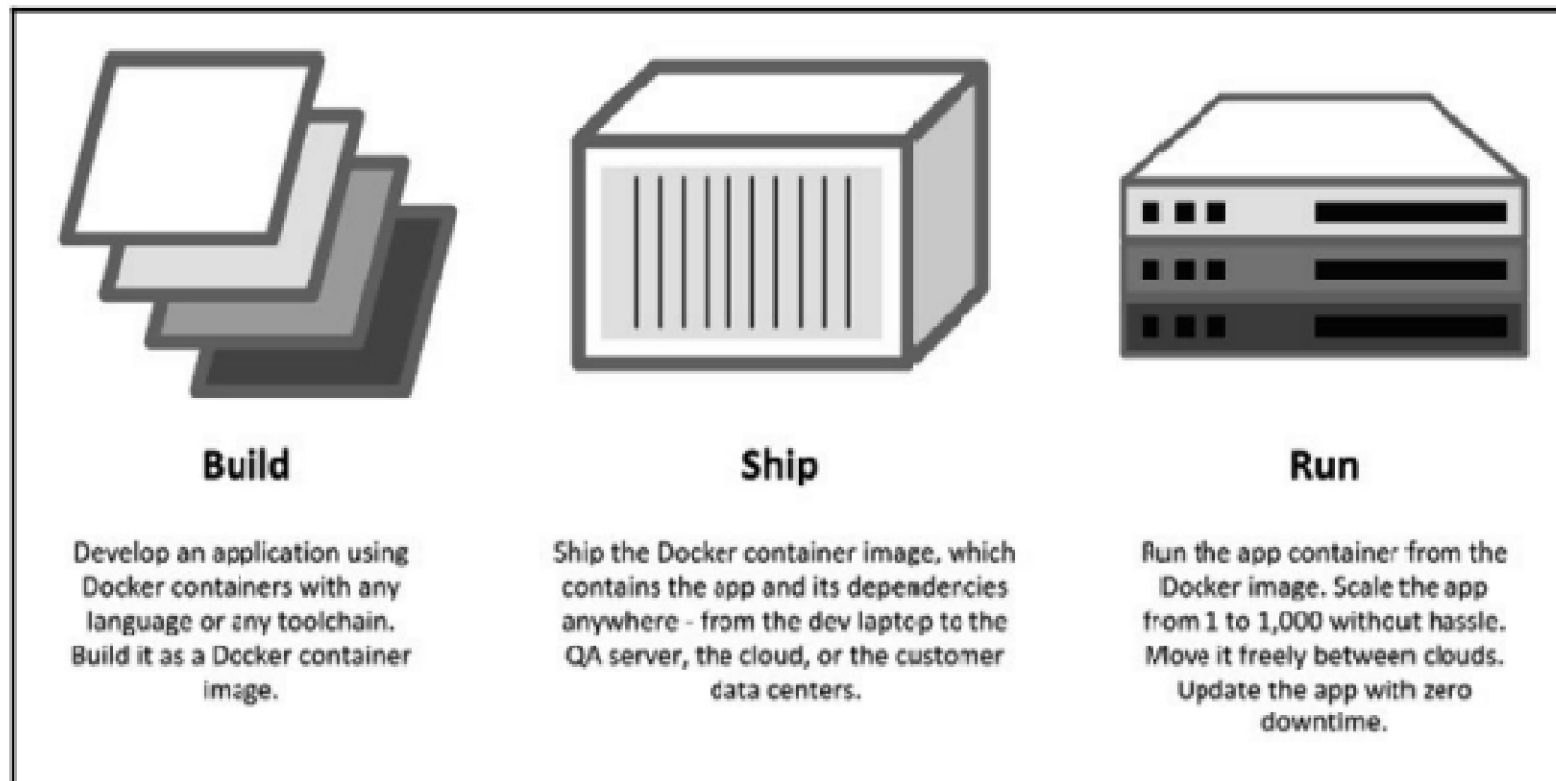 Build
Develop an application using
Docker containers with any
language or any toolchain.
Build it as a Docker container
image.
Ship
Ship the Docker container image, which
contains the app and its dependencies
anywhere - from the dev laptop to the
QA server, the cloud, or the customer
data centers.
Run
Run the app container from the
Docker image. Scale the app
from 1 to 1,000 without hassle.
Move it freely between clouds.
Update the app with zero
downtime.